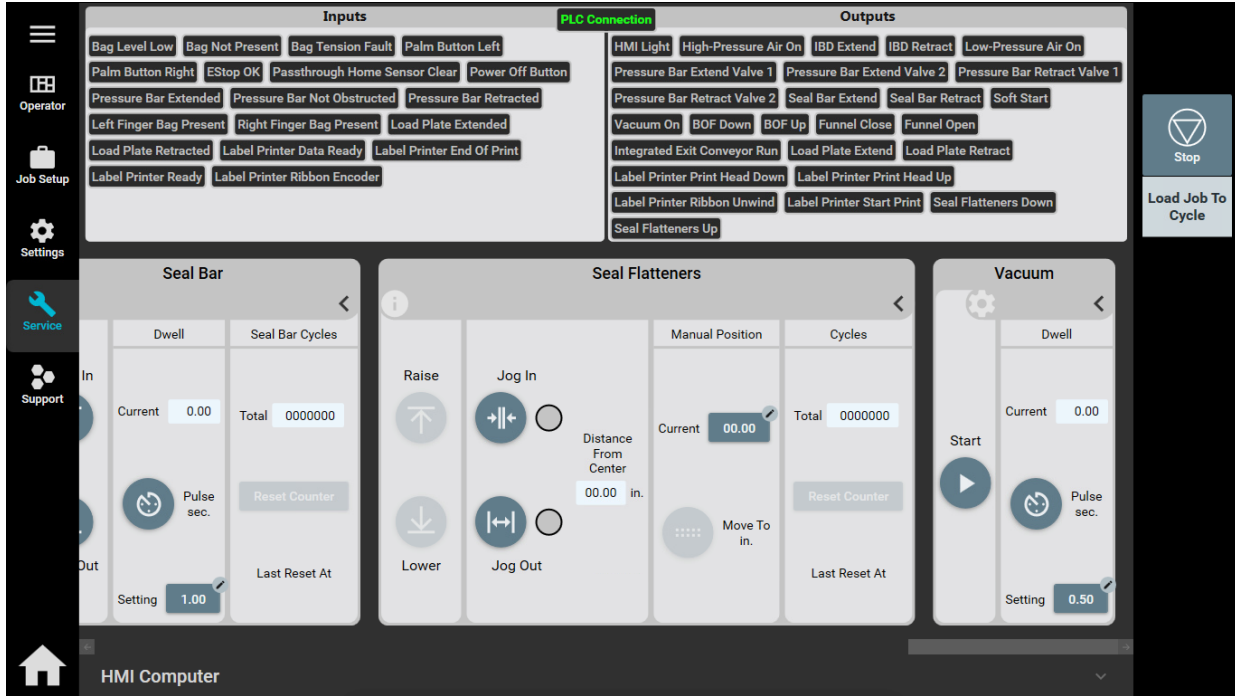 Inputs
PLC Connection
Outputs
Bag Level Low Bag Not Present Bag Tension Fault Palm Button Left
Palm Button Right EStop OK Passthrough Home Sensor Clear Power Off Button
Pressure Bar Extended Pressure Bar Not Obstructed Pressure Bar Retracted
Left Finger Bag Present Right Finger Bag Present Load Plate Extended
Load Plate Retracted Label Printer Data Ready Label Printer End Of Print
Label Printer Ready Label Printer Ribbon Encoder
HMI Light High-Pressure Air On IBD Extend IBD Retract Low-Pressure Air On
Pressure Bar Extend Valve 1 Pressure Bar Extend Valve 2 Pressure Bar Retract Valve 1
Pressure Bar Retract Valve 2 Seal Bar Extend Seal Bar Retract Soft Start
Vacuum On BOF Down BOF Up Funnel Close Funnel Open
Integrated Exit Conveyor Run Load Plate Extend Load Plate Retract
Label Printer Print Head Down Label Printer Print Head Up
Label Printer Ribbon Unwind Label Printer Start Print Seal Flatteners Down
Seal Flatteners Up
Operator
Job Setup
Settings
Service
Support
Stop
Load Job To
Cycle
Seal Bar
In
Out
Dwell
Current 0.00
Pulse
sec.
Setting 1.00
Seal Bar Cycles
Total 0000000
Reset Counter
Last Reset At
Seal Flatteners
i
Raise
Lower
Jog In
Jog Out
Distance
From
Center
00.00 in.
Manual Position
Current 00.00
Move To
in.
Cycles
Total 0000000
Reset Counter
Last Reset At
Vacuum
Start
Dwell
Current 0.00
Pulse
sec.
Setting 0.50
HMI Computer